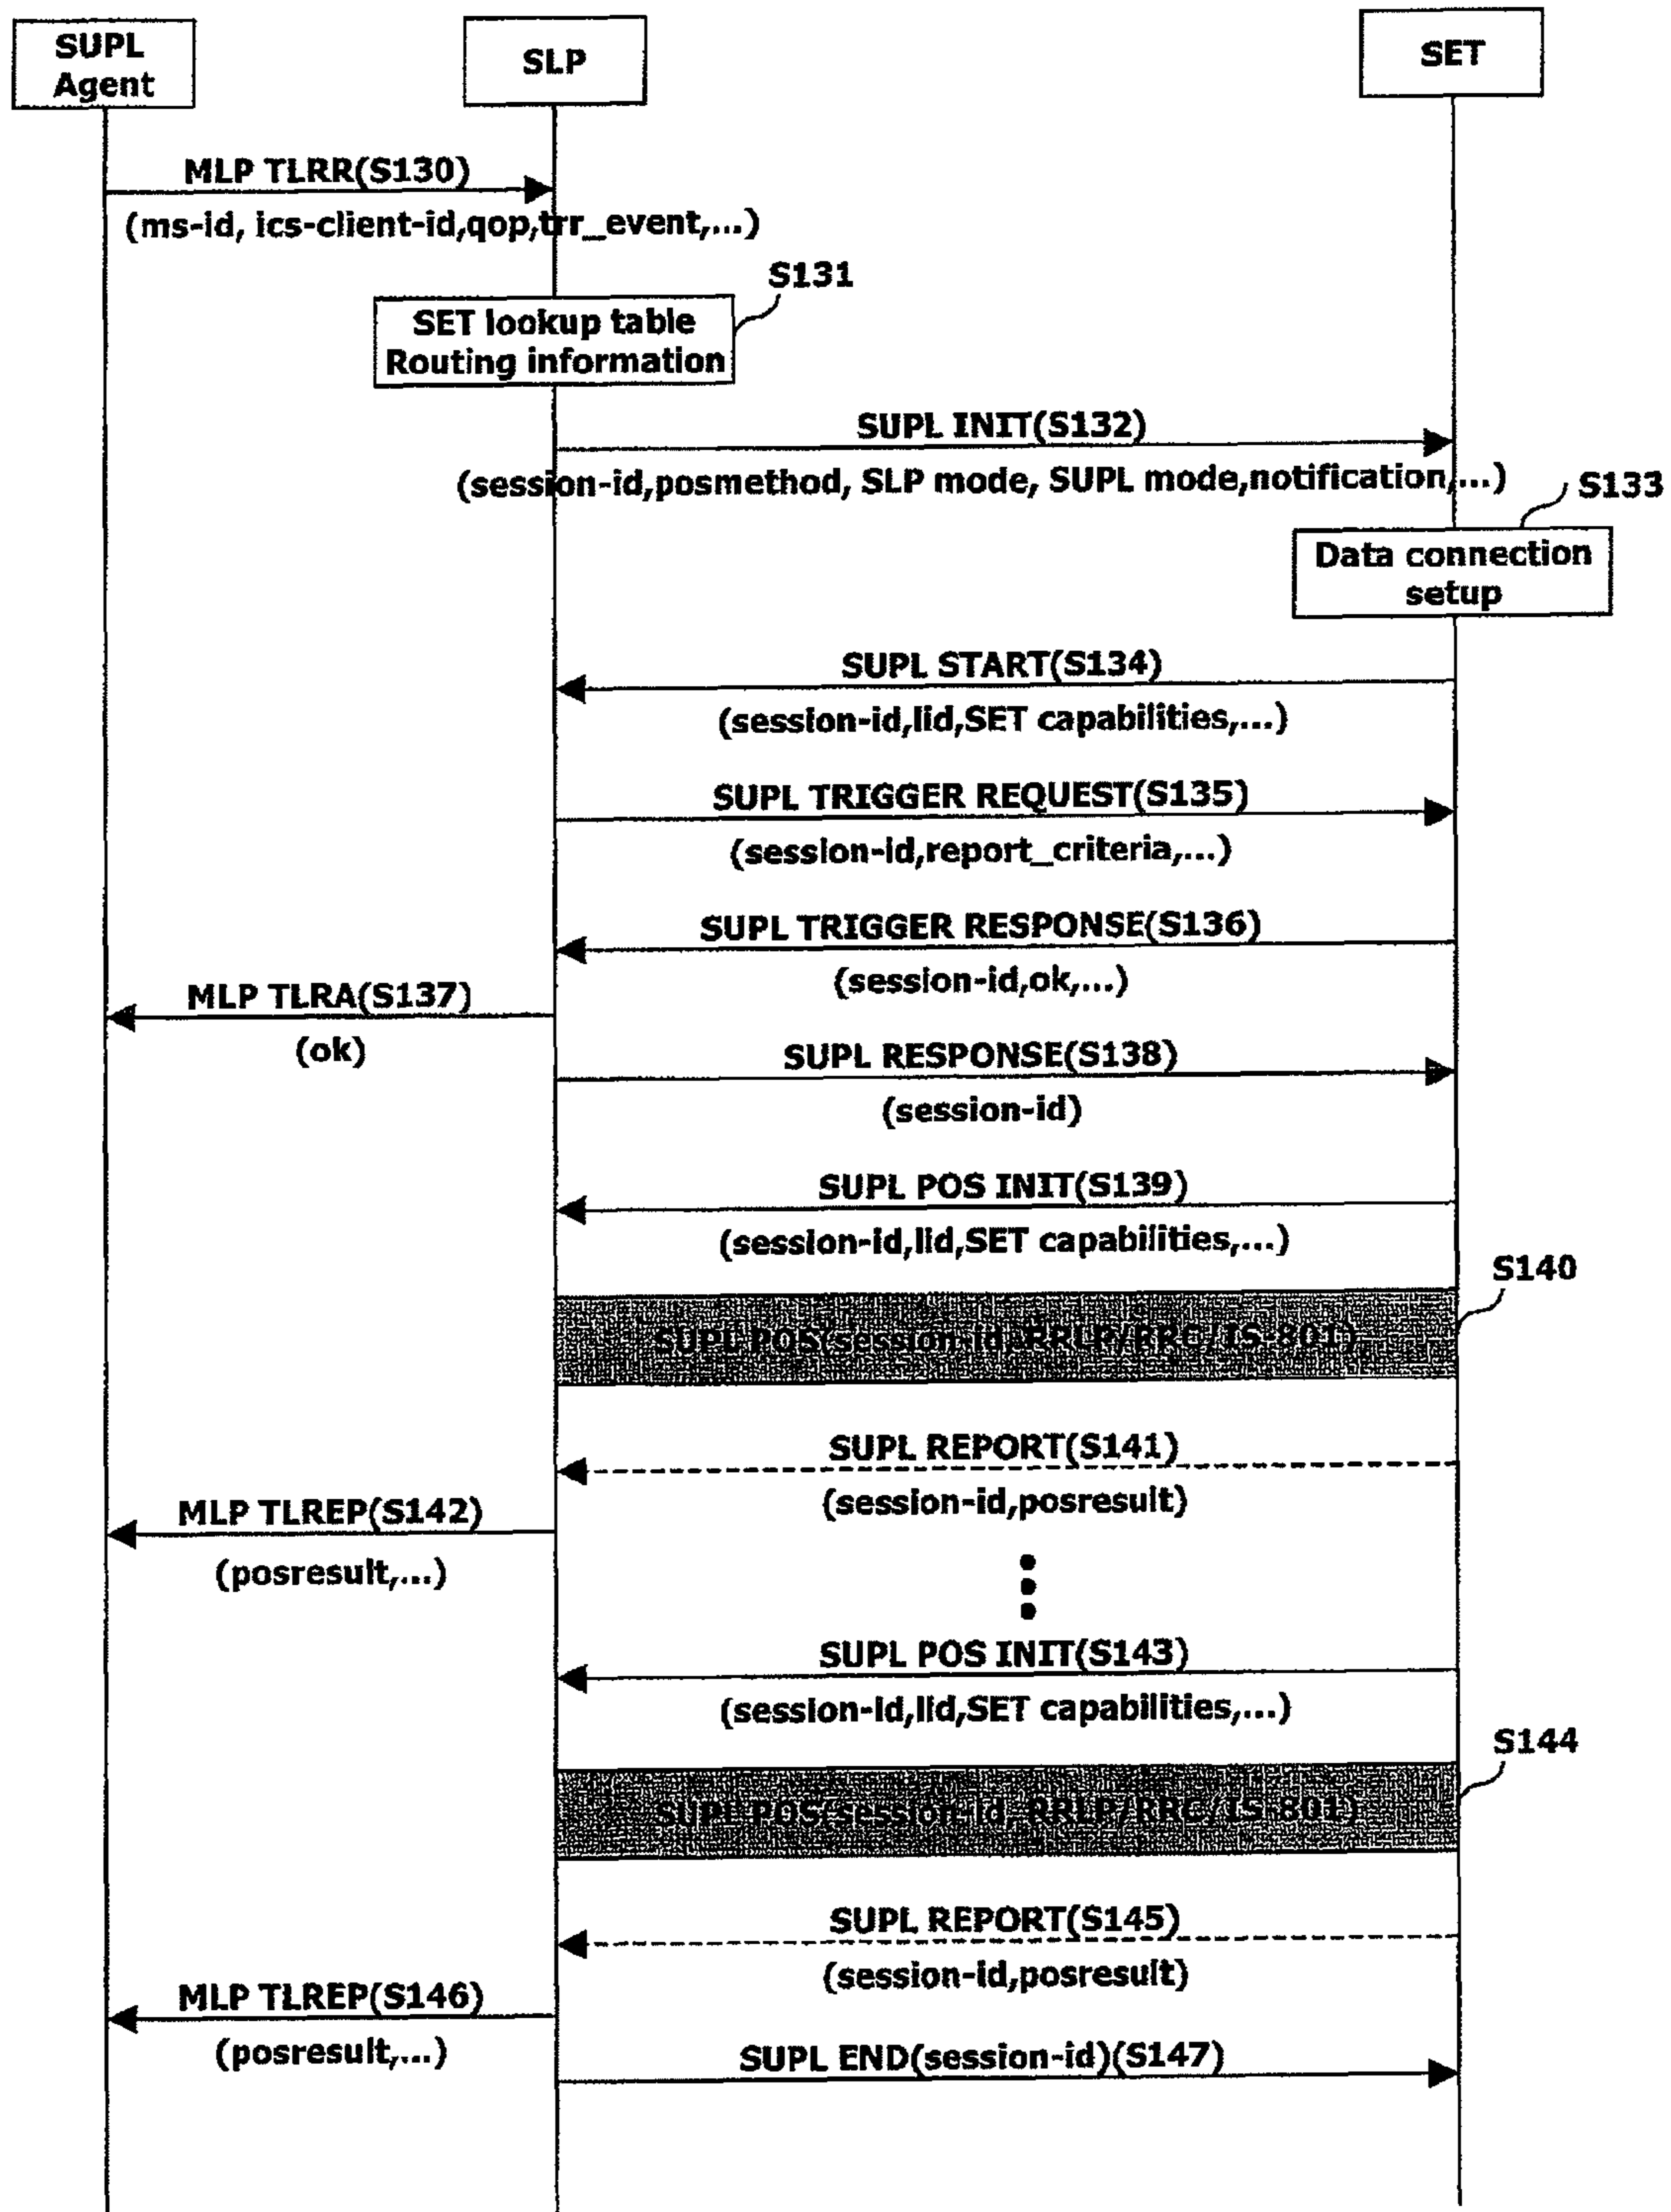 SUPL
Agent
SLP
SET
MLP TLRR(S130)
(ms-id, ics-client-id,qop,trr_event,...)
S131
SET lookup table
Routing information
SUPL INIT(S132)
(session-id,posmethod, SLP mode, SUPL mode,notification,...)
S133
Data connection
setup
SUPL START(S134)
(session-id,lid,SET capabilities,...)
SUPL TRIGGER REQUEST(S135)
(session-id,report_criteria,...)
SUPL TRIGGER RESPONSE(S136)
(session-id,ok,...)
MLP TLRA(S137)
(ok)
SUPL RESPONSE(S138)
(session-id)
SUPL POS INIT(S139)
(session-id,lid,SET capabilities,...)
S140
SUPL POS(session-id,RRLP/RRC/IS-801)
SUPL REPORT(S141)
(session-id,posresult)
MLP TLREP(S142)
(posresult,...)
SUPL POS INIT(S143)
(session-id,lid,SET capabilities,...)
S144
SUPL POS(session-id, RRLP/RRC/IS-801)
SUPL REPORT(S145)
(session-id,posresult)
MLP TLREP(S146)
(posresult,...)
SUPL END(session-id)(S147)